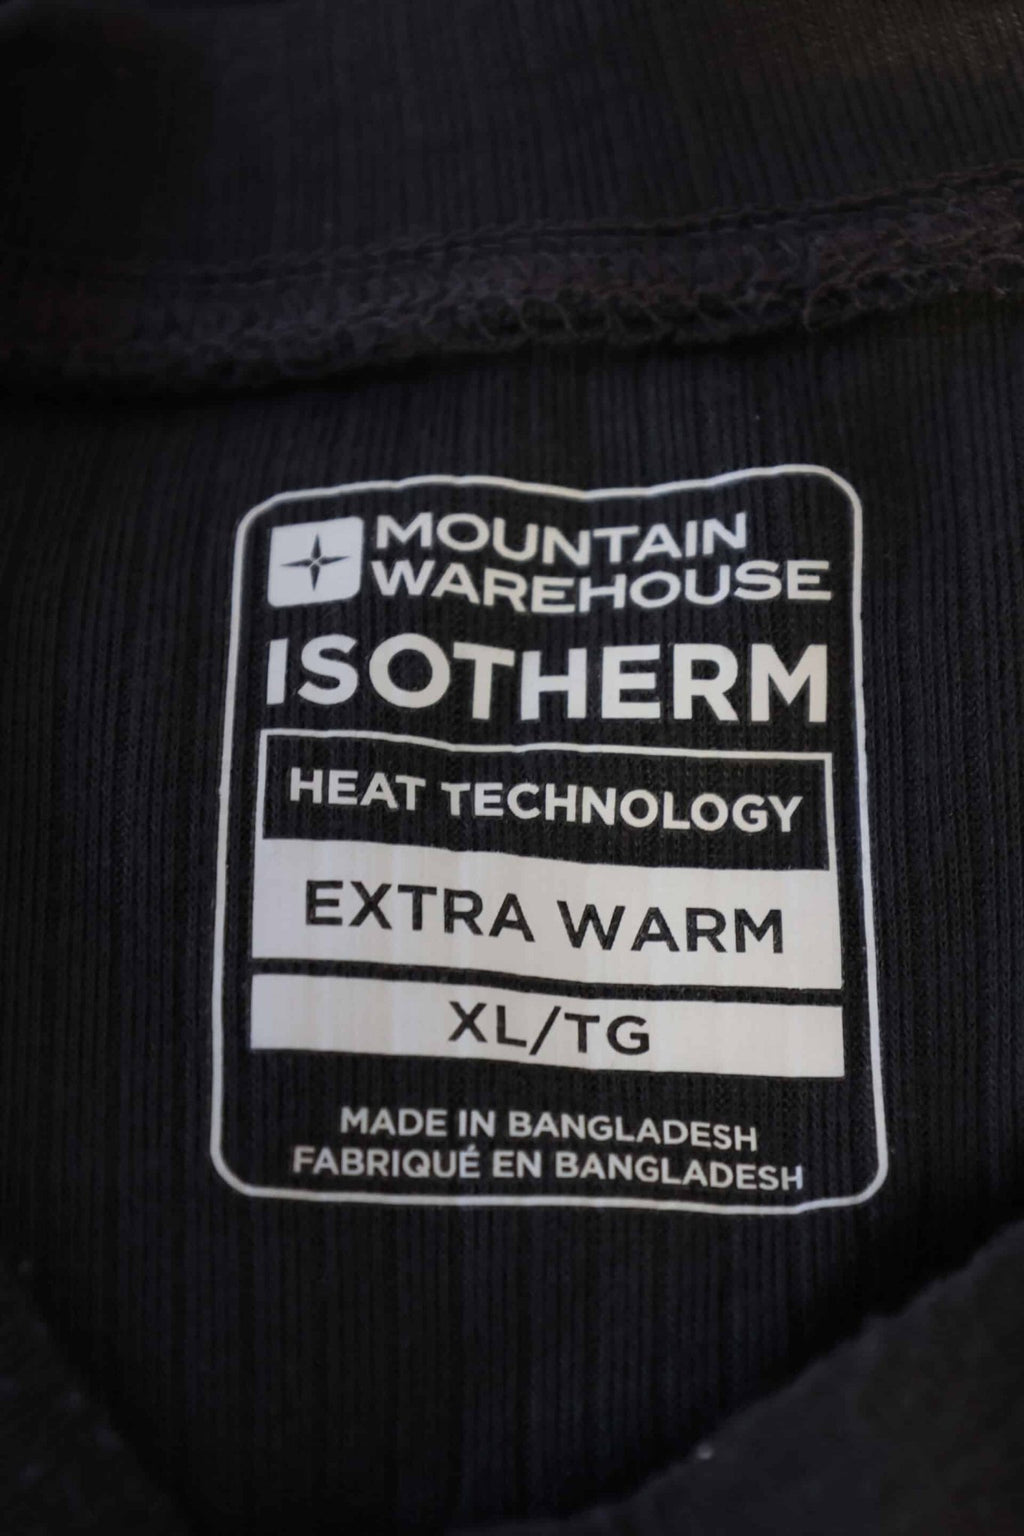 MOUNTAIN
WAREHOUSE
ISOTHERM
HEAT TECHNOLOGY
EXTRA WARM
XL/TG
MADE IN BANGLADESH
FABRIQUÉ EN BANGLADESH